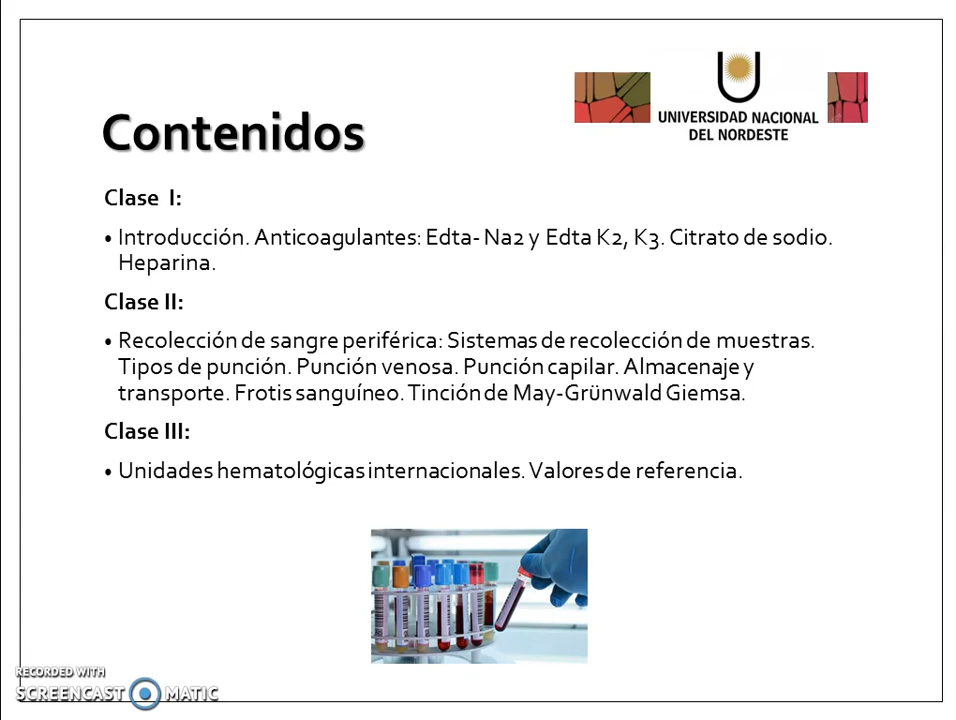 UNIVERSIDAD NACIONAL
DEL NORDESTE
Contenidos
Clase I:
• Introducción. Anticoagulantes: Edta- Na2 y Edta K2, K3. Citrato de sodio.
Heparina.
Clase II:
• Recolección de sangre periférica: Sistemas de recolección de muestras.
Tipos de punción. Punción venosa. Punción capilar. Almacenaje y
transporte. Frotis sanguíneo. Tinción de May-Grünwald Giemsa.
Clase III:
• Unidades hematológicas internacionales. Valores de referencia.
RECORDED WITH
SCREENCAST MATIC